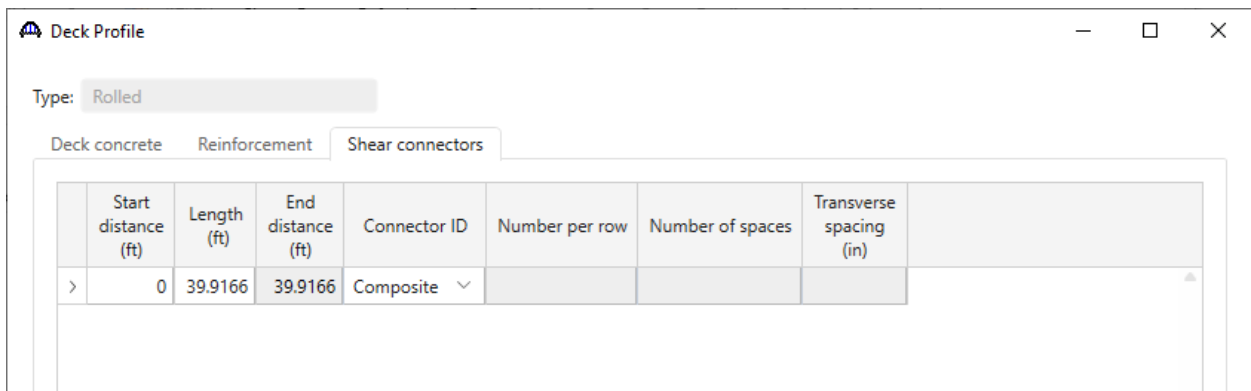 Deck Profile
Type: Rolled
Deck concrete Reinforcement Shear connectors
Start distance (ft) Length (ft) End distance (ft) Connector ID Number per row Number of spaces Transverse spacing (in)
0 39.9166 39.9166 Composite